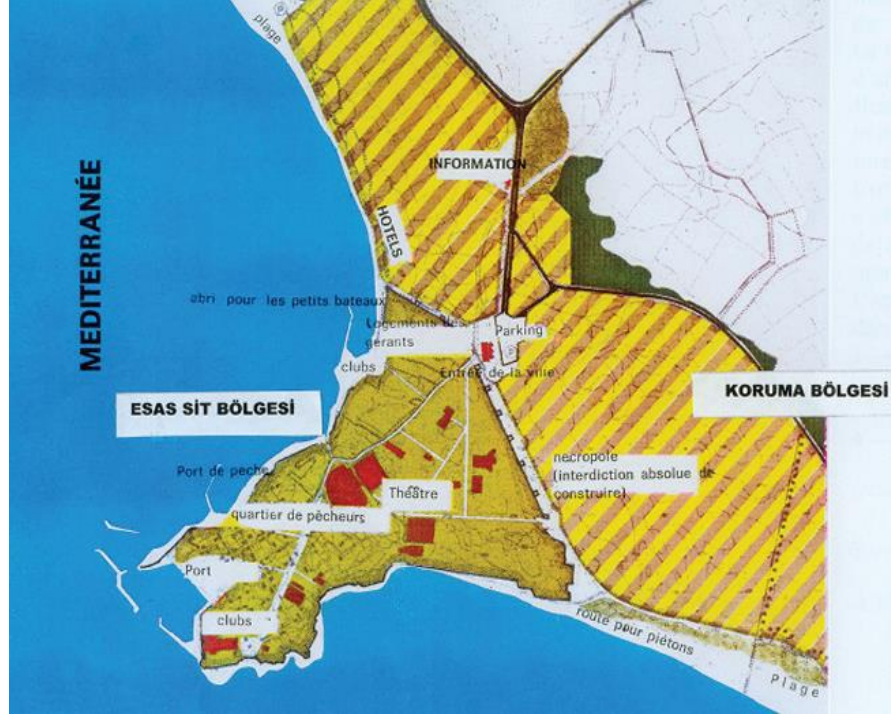 plage
INFORMATION
HOTELS
MEDITERRANÉE
abri pour les petits bateaux
Logements des
gérants
Parking
clubs
Entrée de la ville
KORUMA BÖLGESİ
ESAS SİT BÖLGESİ
nécropole
(interdiction absolue de
construire)
Port de peche
Théâtre
quartier de pêcheurs
Port
clubs
route pour piétons
Plage